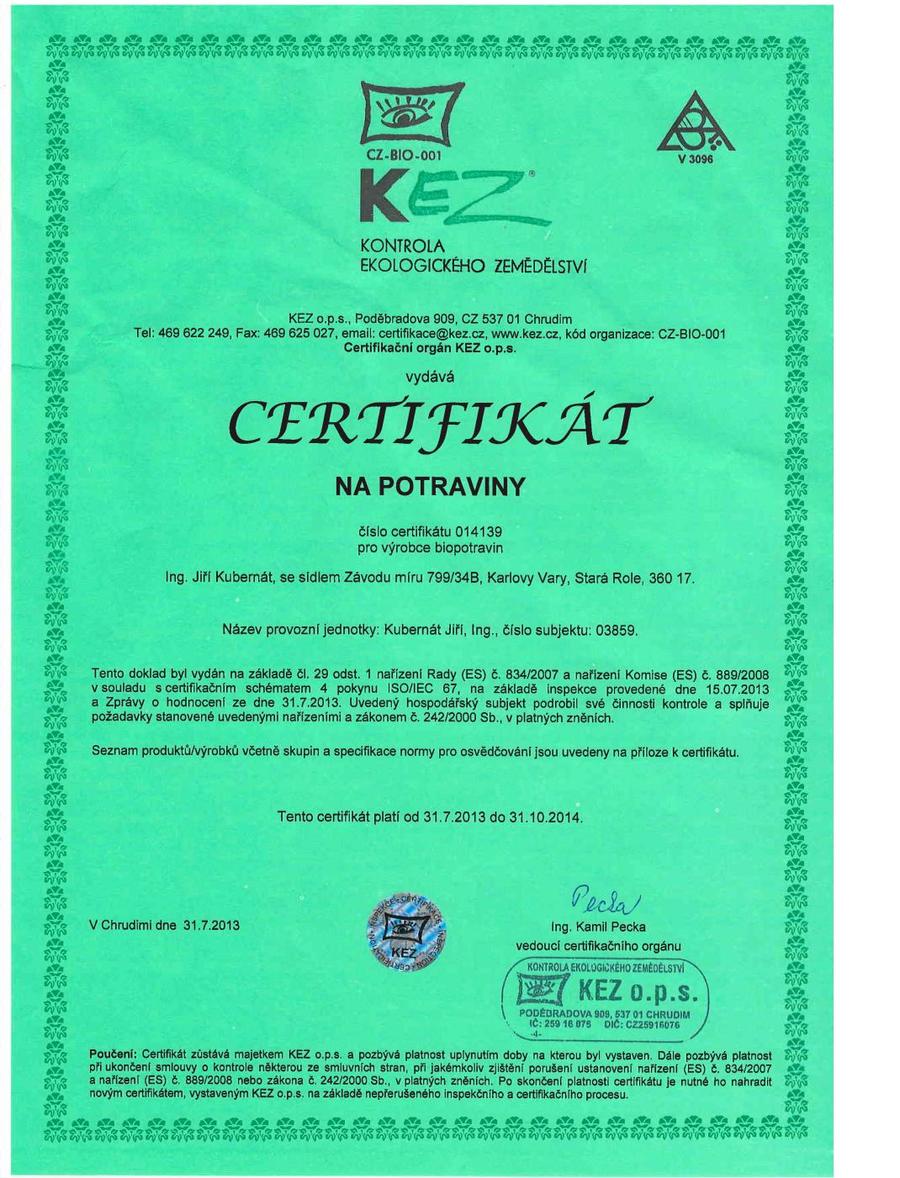 CZ-BIO-001
V 3096
KEZ®
KONTROLA
EKOLOGICKÉHO ZEMĚDĚLSTVÍ
KEZ o.p.s., Poděbradova 909, CZ 537 01 Chrudim
Tel: 469 622 249, Fax: 469 625 027, email: certifikace@kez.cz, www.kez.cz, kód organizace: CZ-BIO-001
Certifikační orgán KEZ o.p.s.
vydává
CERTIFIKÁT
NA POTRAVINY
číslo certifikátu 014139
pro výrobce biopotravin
Ing. Jiří Kubernát, se sídlem Závodu míru 799/34B, Karlovy Vary, Stará Role, 360 17.
Název provozní jednotky: Kubernát Jiří, Ing., číslo subjektu: 03859.
Tento doklad byl vydán na základě čl. 29 odst. 1 nařízení Rady (ES) č. 834/2007 a nařízení Komise (ES) č. 889/2008
v souladu s certifikačním schématem 4 pokynu ISO/IEC 67, na základě inspekce provedené dne 15.07.2013
a Zprávy o hodnocení ze dne 31.7.2013. Uvedený hospodářský subjekt podrobil své činnosti kontrole a splňuje
požadavky stanovené uvedenými nařízeními a zákonem č. 242/2000 Sb., v platných zněních.
Seznam produktů/výrobků včetně skupin a specifikace normy pro osvědčování jsou uvedeny na příloze k certifikátu.
Tento certifikát platí od 31.7.2013 do 31.10.2014.
V Chrudimi dne 31.7.2013
INSPEKCE • CERTIFIKACE • INSPECTION • CERTIFICATION
KEZ
Pecka
Ing. Kamil Pecka
vedoucí certifikačního orgánu
KONTROLA EKOLOGICKÉHO ZEMĚDĚLSTVÍ
KEZ o.p.s.
PODĚBRADOVA 909, 537 01 CHRUDIM
IČ: 259 16 076 DIČ: CZ25916076
-4-
Poučení: Certifikát zůstává majetkem KEZ o.p.s. a pozbývá platnost uplynutím doby na kterou byl vystaven. Dále pozbývá platnost
při ukončení smlouvy o kontrole některou ze smluvních stran, při jakémkoliv zjištění porušení ustanovení nařízení (ES) č. 834/2007
a nařízení (ES) č. 889/2008 nebo zákona č. 242/2000 Sb., v platných zněních. Po skončení platnosti certifikátu je nutné ho nahradit
novým certifikátem, vystaveným KEZ o.p.s. na základě nepřerušeného inspekčního a certifikačního procesu.